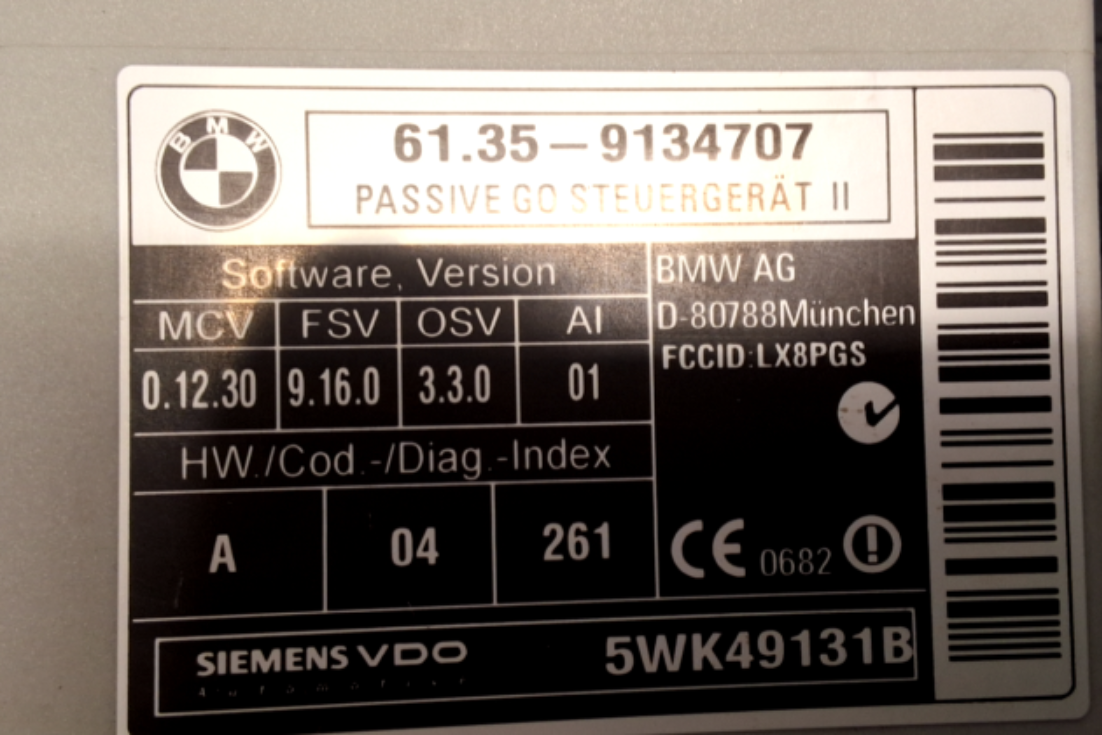 BMW
61.35-9134707
PASSIVE GO STEUERGERÄT II
Software, Version
MCV FSV OSV AI
0.12.30 9.16.0 3.3.0 01
HW./Cod.-/Diag.-Index
A 04 261
BMW AG
D-80788München
FCCID:LX8PGS
CE 0682
SIEMENS VDO
Automotive
5WK49131B